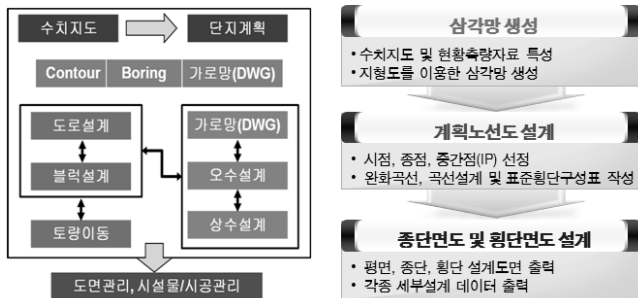 수치지도
단지계획
Contour Boring 가로망(DWG)
도로설계
블럭설계
토량이동
가로망(DWG)
오수설계
상수설계
도면관리, 시설물/시공관리
삼각망 생성
• 수치지도 및 현황측량자료 특성
• 지형도를 이용한 삼각망 생성
계획노선도 설계
• 시점, 종점, 중간점(IP) 선정
• 완화곡선, 곡선설계 및 표준횡단구성표 작성
종단면도 및 횡단면도 설계
• 평면, 종단, 횡단 설계도면 출력
• 각종 세부설계 데이터 출력